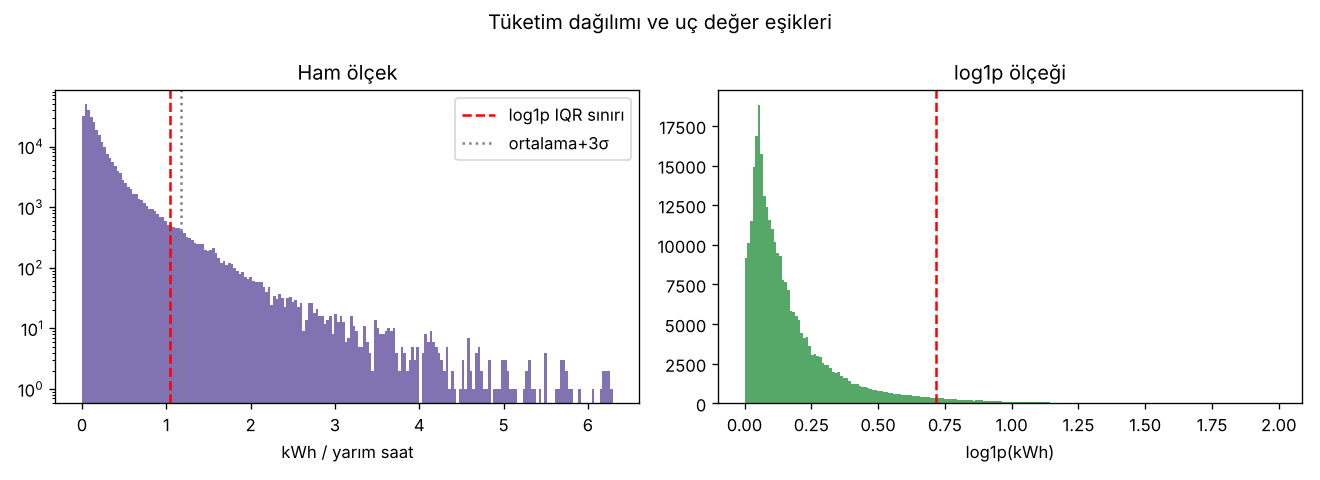 Tüketim dağılımı ve uç değer eşikleri
Ham ölçek
log1p IQR sınırı
ortalama+3σ
10⁴
10³
10²
10¹
10⁰
0 1 2 3 4 5 6
kWh / yarım saat
log1p ölçeği
17500
15000
12500
10000
7500
5000
2500
0
0.00 0.25 0.50 0.75 1.00 1.25 1.50 1.75 2.00
log1p(kWh)